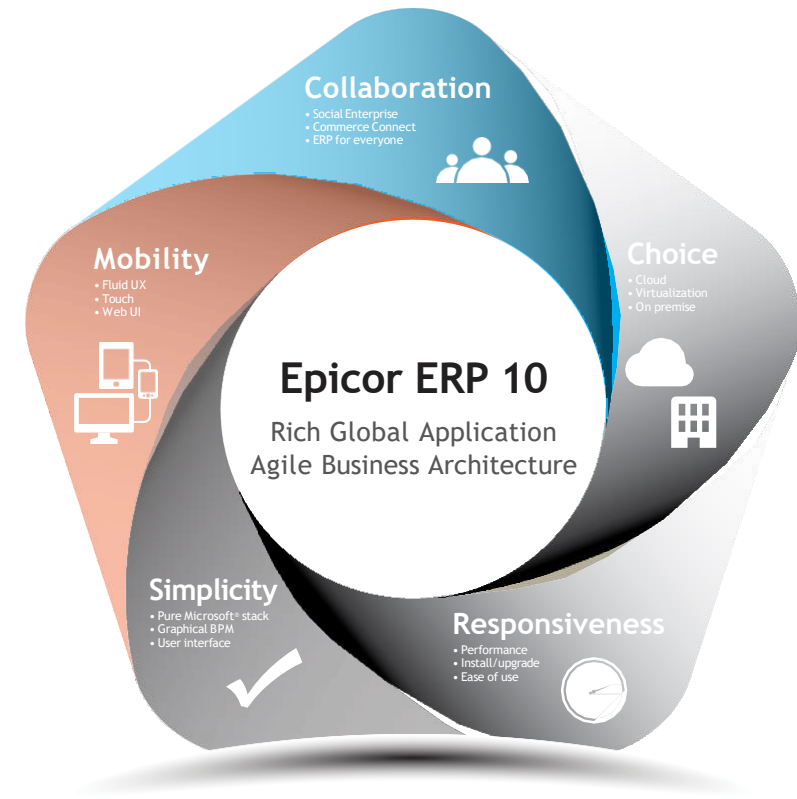 Collaboration
• Social Enterprise
• Commerce Connect
• ERP for everyone
Choice
• Cloud
• Virtualization
• On premise
Mobility
• Fluid UX
• Touch
• Web UI
Epicor ERP 10
Rich Global Application
Agile Business Architecture
Simplicity
• Pure Microsoft® stack
• Graphical BPM
• User interface
Responsiveness
• Performance
• Install/upgrade
• Ease of use